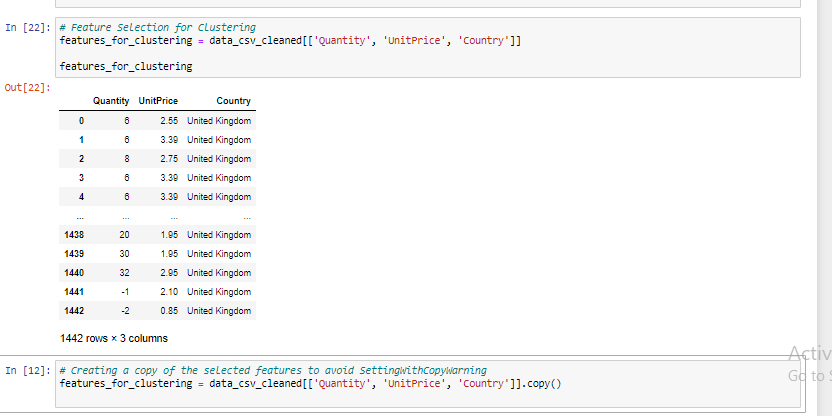 In [22]: # Feature Selection for Clustering
features_for_clustering = data_csv_cleaned[['Quantity', 'UnitPrice', 'Country']]
features_for_clustering
Out[22]:
Quantity UnitPrice Country
0 6 2.55 United Kingdom
1 6 3.39 United Kingdom
2 8 2.75 United Kingdom
3 6 3.39 United Kingdom
4 6 3.39 United Kingdom
... ... ... ...
1438 20 1.95 United Kingdom
1439 30 1.95 United Kingdom
1440 32 2.95 United Kingdom
1441 -1 2.10 United Kingdom
1442 -2 0.85 United Kingdom
1442 rows × 3 columns
Activ
Go to S
In [12]: # Creating a copy of the selected features to avoid SettingWithCopyWarning
features_for_clustering = data_csv_cleaned[['Quantity', 'UnitPrice', 'Country']].copy()